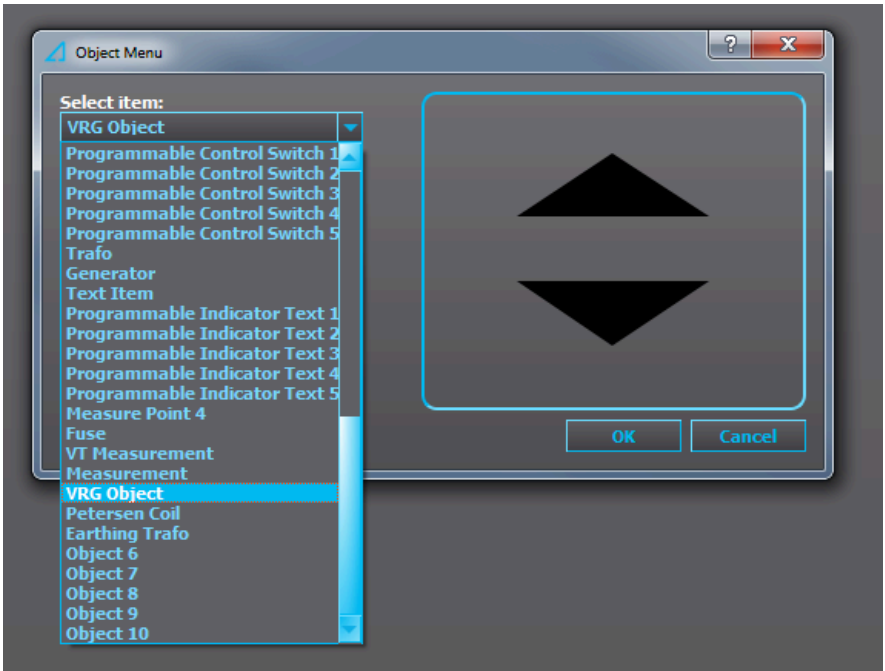 Object Menu
?
X
Select item:
VRG Object
Programmable Control Switch 1
Programmable Control Switch 2
Programmable Control Switch 3
Programmable Control Switch 4
Programmable Control Switch 5
Trafo
Generator
Text Item
Programmable Indicator Text 1
Programmable Indicator Text 2
Programmable Indicator Text 3
Programmable Indicator Text 4
Programmable Indicator Text 5
Measure Point 4
Fuse
VT Measurement
Measurement
VRG Object
Petersen Coil
Earthing Trafo
Object 6
Object 7
Object 8
Object 9
Object 10
OK
Cancel